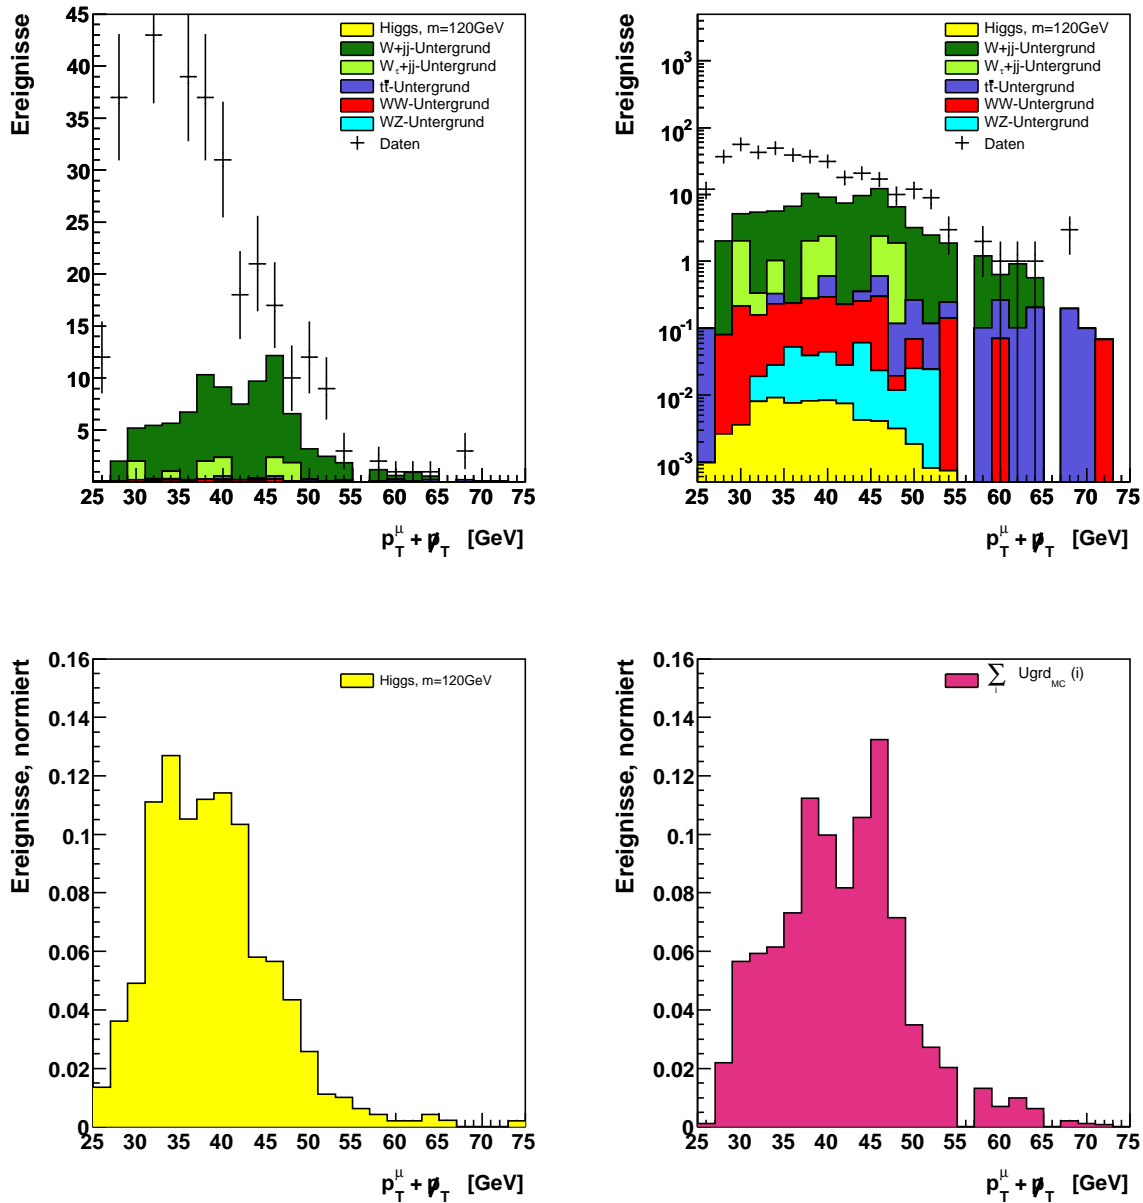 Ereignisse
45
40
35
30
25
20
15
10
5
25 30 35 40 45 50 55 60 65 70 75
p_T^μ + p̸_T [GeV]
Higgs, m=120GeV
W+jj-Untergrund
W_τ+jj-Untergrund
tt̄-Untergrund
WW-Untergrund
WZ-Untergrund
Daten
Ereignisse
10³
10²
10
1
10⁻¹
10⁻²
10⁻³
25 30 35 40 45 50 55 60 65 70 75
p_T^μ + p̸_T [GeV]
Higgs, m=120GeV
W+jj-Untergrund
W_τ+jj-Untergrund
tt̄-Untergrund
WW-Untergrund
WZ-Untergrund
Daten
Ereignisse, normiert
0.16
0.14
0.12
0.1
0.08
0.06
0.04
0.02
0
25 30 35 40 45 50 55 60 65 70 75
p_T^μ + p̸_T [GeV]
Higgs, m=120GeV
Ereignisse, normiert
0.16
0.14
0.12
0.1
0.08
0.06
0.04
0.02
0
25 30 35 40 45 50 55 60 65 70 75
p_T^μ + p̸_T [GeV]
∑_i Ugrd_MC (i)